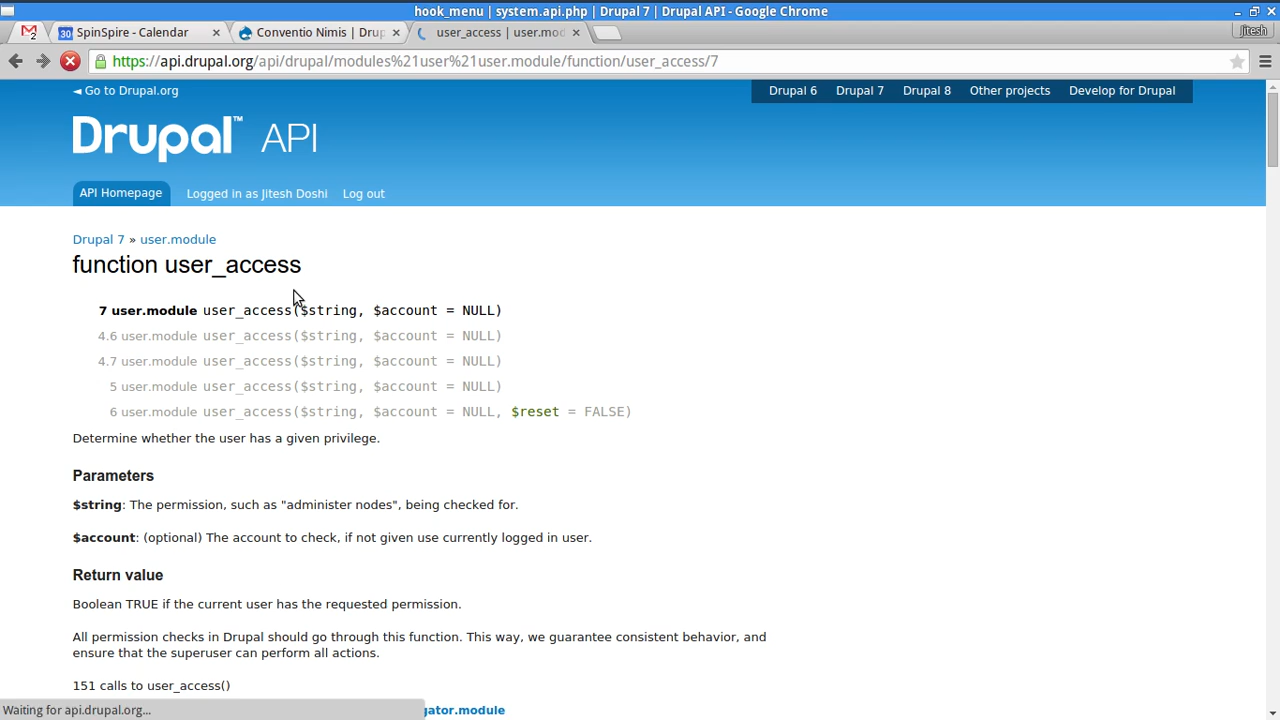 hook_menu | system.api.php | Drupal 7 | Drupal API - Google Chrome
2
30 SpinSpire - Calendar × Conventio Nimis | Dru × user_access | user.mo ×
Jitesh
https://api.drupal.org/api/drupal/modules%21user%21user.module/function/user_access/7
◄ Go to Drupal.org
Drupal 6 Drupal 7 Drupal 8 Other projects Develop for Drupal
Drupal™ API
API Homepage Logged in as Jitesh Doshi Log out
Drupal 7 » user.module
function user_access
7 user.module user_access($string, $account = NULL)
4.6 user.module user_access($string, $account = NULL)
4.7 user.module user_access($string, $account = NULL)
5 user.module user_access($string, $account = NULL)
6 user.module user_access($string, $account = NULL, $reset = FALSE)
Determine whether the user has a given privilege.
Parameters
$string: The permission, such as "administer nodes", being checked for.
$account: (optional) The account to check, if not given use currently logged in user.
Return value
Boolean TRUE if the current user has the requested permission.
All permission checks in Drupal should go through this function. This way, we guarantee consistent behavior, and
ensure that the superuser can perform all actions.
151 calls to user_access()
Waiting for api.drupal.org... gator.module